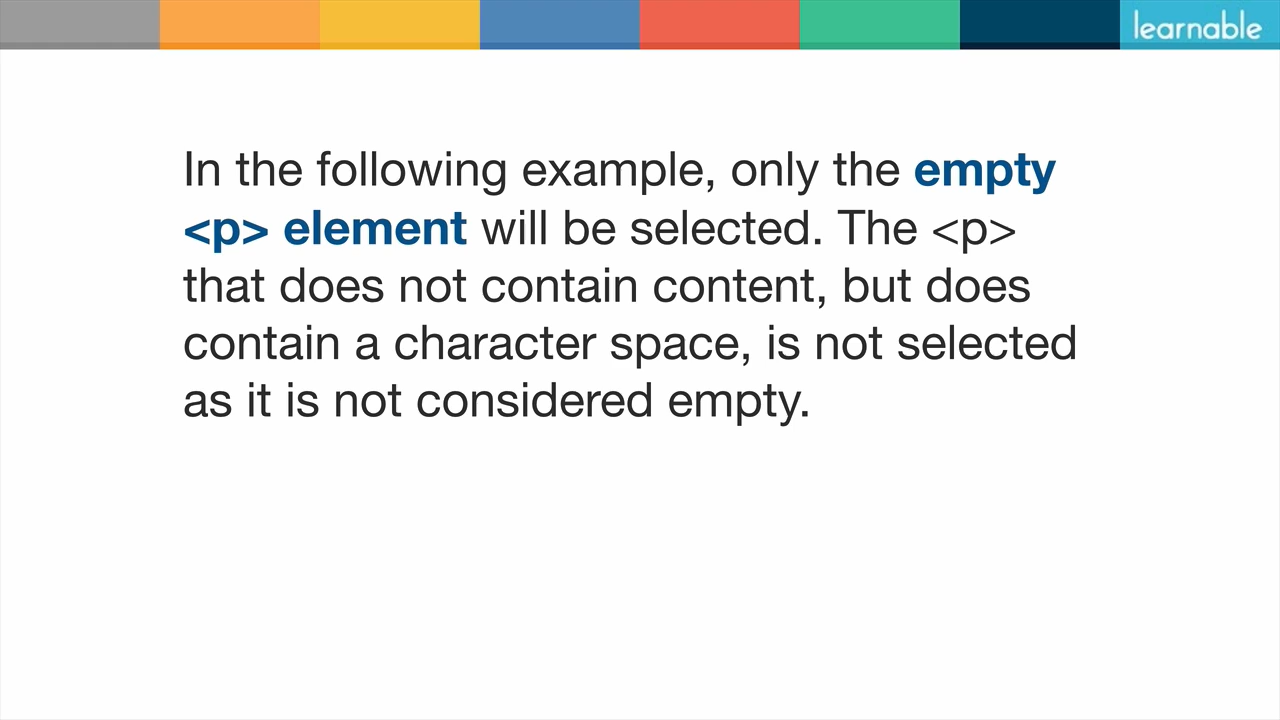 learnable
In the following example, only the empty
<p> element will be selected. The <p>
that does not contain content, but does
contain a character space, is not selected
as it is not considered empty.